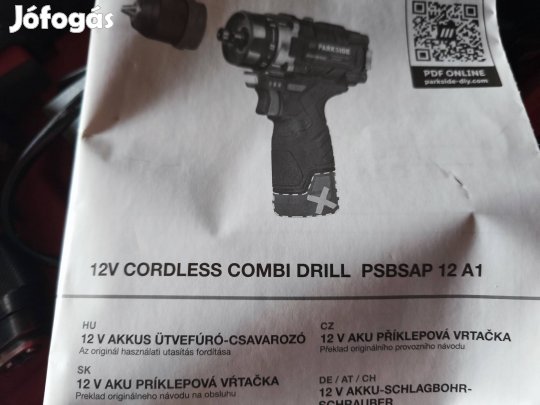 Jófogás
PARKSIDE
PDF ONLINE
parkside-diy.com
12V CORDLESS COMBI DRILL PSBSAP 12 A1
HU
12 V AKKUS ÜTVEFÚRÓ-CSAVAROZÓ
Az originál használati utasítás fordítása
CZ
12 V AKU PŘÍKLEPOVÁ VRTAČKA
Překlad originálního provozního návodu
SK
12 V AKU PRÍKLEPOVÁ VŔTAČKA
Preklad originálneho návodu na obsluhu
DE / AT / CH
12 V AKKU-SCHLAGBOHR-
SCHRAUBER